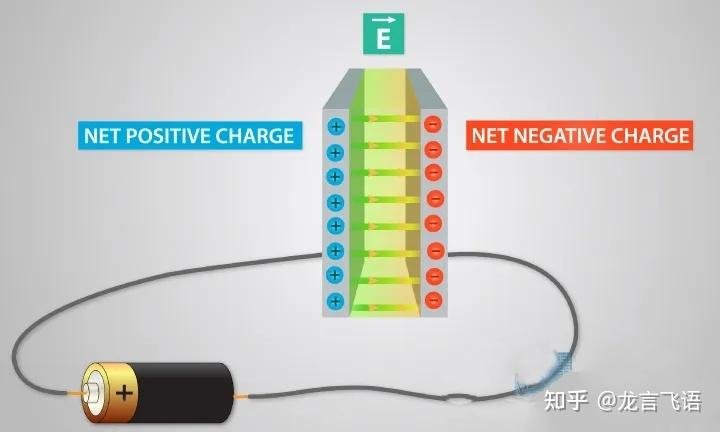 E
NET POSITIVE CHARGE
NET NEGATIVE CHARGE
+
知乎 @龙言飞语